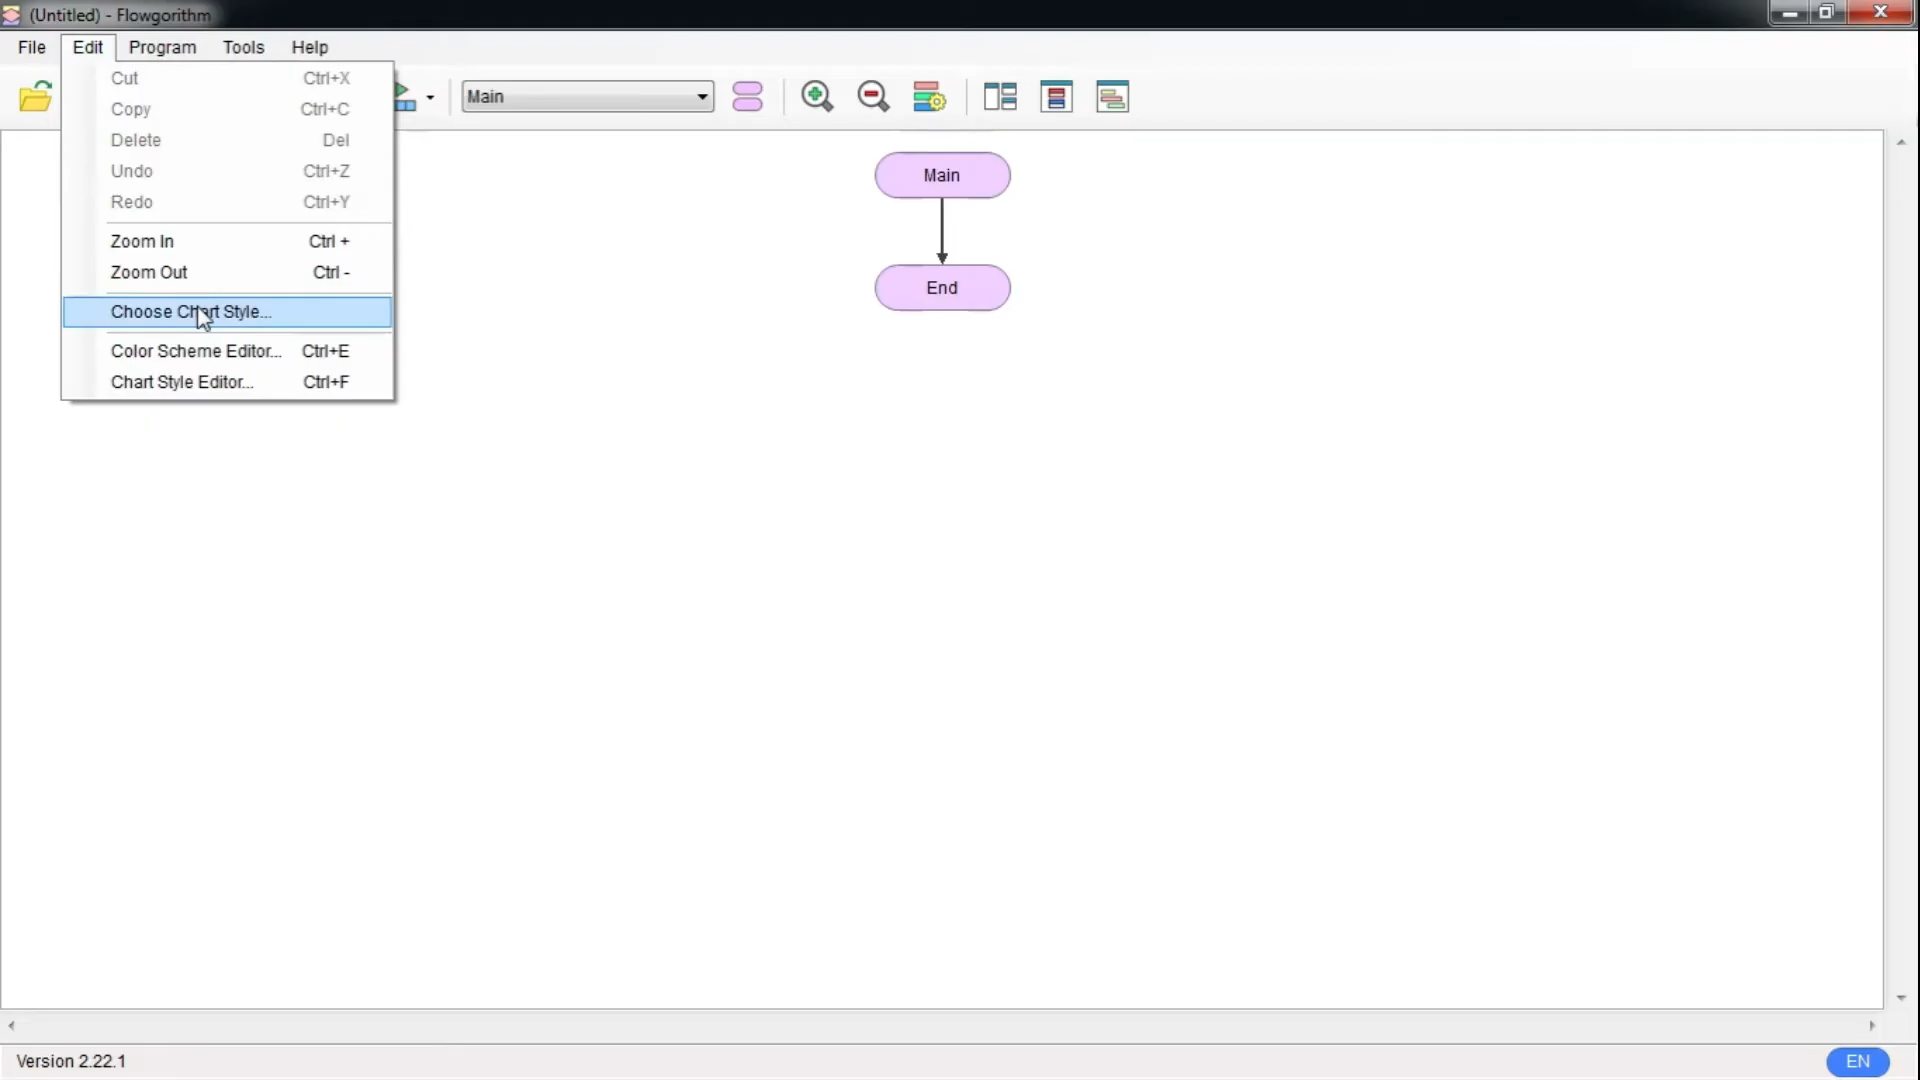 (Untitled) - Flowgorithm
File Edit Program Tools Help
Cut Ctrl+X
Copy Ctrl+C
Delete Del
Undo Ctrl+Z
Redo Ctrl+Y
Zoom In Ctrl +
Zoom Out Ctrl -
Choose Chart Style...
Color Scheme Editor... Ctrl+E
Chart Style Editor... Ctrl+F
Main
Main
End
Version 2.22.1
EN